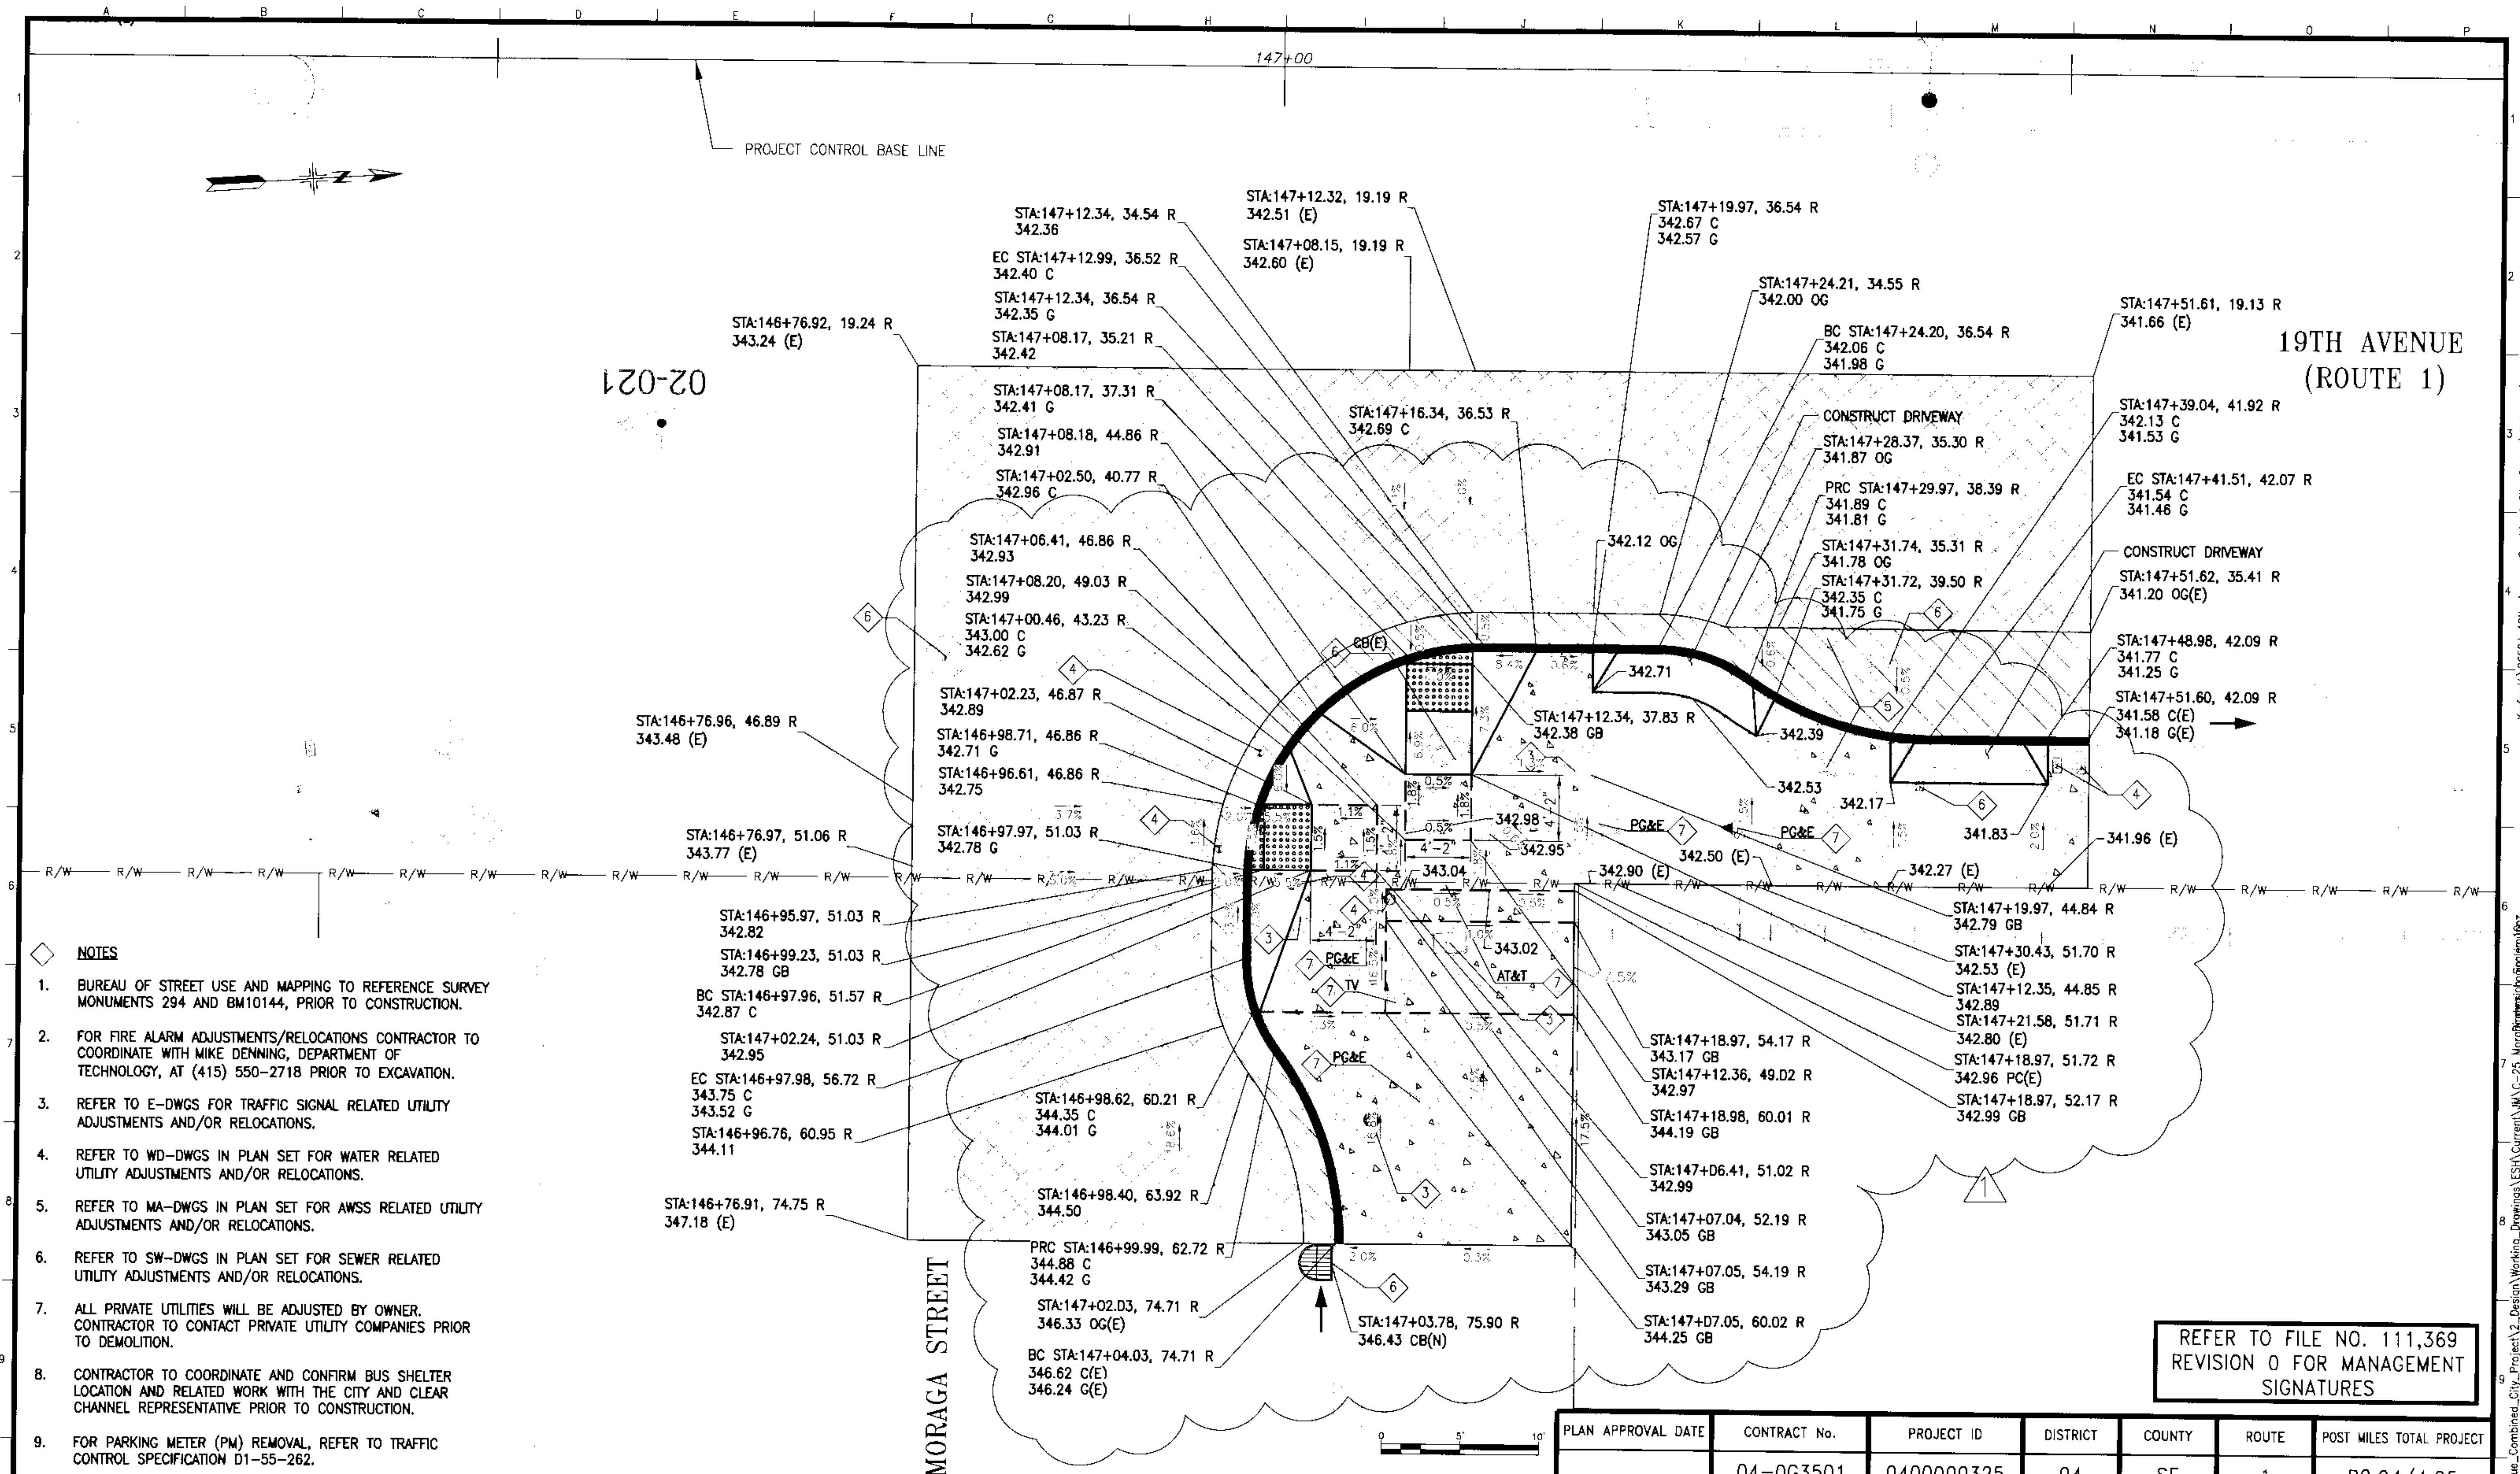 A B C D E F G H J K L M N O P
147+00
PROJECT CONTROL BASE LINE
Z
02-021
19TH AVENUE
(ROUTE 1)
STA:146+76.92, 19.24 R
343.24 (E)
STA:147+12.34, 34.54 R
342.36
EC STA:147+12.99, 36.52 R
342.40 C
STA:147+12.34, 36.54 R
342.35 G
STA:147+08.17, 35.21 R
342.42
STA:147+08.17, 37.31 R
342.41 G
STA:147+08.18, 44.86 R
342.91
STA:147+02.50, 40.77 R
342.96 C
STA:147+06.41, 46.86 R
342.93
STA:147+08.20, 49.03 R
342.99
STA:147+00.46, 43.23 R
343.00 C
342.62 G
STA:147+02.23, 46.87 R
342.89
STA:146+98.71, 46.86 R
342.71 G
STA:146+96.61, 46.86 R
342.75
STA:146+97.97, 51.03 R
342.78 G
STA:147+12.32, 19.19 R
342.51 (E)
STA:147+08.15, 19.19 R
342.60 (E)
STA:147+16.34, 36.53 R
342.69 C
STA:147+19.97, 36.54 R
342.67 C
342.57 G
STA:147+24.21, 34.55 R
342.00 OG
BC STA:147+24.20, 36.54 R
342.06 C
341.98 G
CONSTRUCT DRIVEWAY
STA:147+28.37, 35.30 R
341.87 OG
PRC STA:147+29.97, 38.39 R
341.89 C
341.81 G
STA:147+31.74, 35.31 R
341.78 OG
STA:147+31.72, 39.50 R
342.35 C
341.75 G
STA:147+51.61, 19.13 R
341.66 (E)
STA:147+39.04, 41.92 R
342.13 C
341.53 G
EC STA:147+41.51, 42.07 R
341.54 C
341.46 G
CONSTRUCT DRIVEWAY
STA:147+51.62, 35.41 R
341.20 OG(E)
STA:147+48.98, 42.09 R
341.77 C
341.25 G
STA:147+51.60, 42.09 R
341.58 C(E)
341.18 G(E)
342.12 OG
CB(E)
342.71
STA:147+12.34, 37.83 R
342.38 GB
342.39
342.53
342.17
341.83
341.96 (E)
342.98
342.95
4'-2"
4'-2"
4'-2"
343.04
342.90 (E)
342.50 (E)
342.27 (E)
343.02
PG&E
PG&E
PG&E
TV
AT&T
PG&E
STA:146+76.96, 46.89 R
343.48 (E)
STA:146+76.97, 51.06 R
343.77 (E)
R/W R/W R/W R/W R/W R/W R/W R/W R/W R/W R/W R/W
STA:146+95.97, 51.03 R
342.82
STA:146+99.23, 51.03 R
342.78 GB
BC STA:146+97.96, 51.57 R
342.87 C
STA:147+02.24, 51.03 R
342.95
EC STA:146+97.98, 56.72 R
343.75 C
343.52 G
STA:146+96.76, 60.95 R
344.11
STA:146+76.91, 74.75 R
347.18 (E)
STA:146+98.62, 60.21 R
344.35 C
344.01 G
STA:146+98.40, 63.92 R
344.50
PRC STA:146+99.99, 62.72 R
344.88 C
344.42 G
STA:147+02.03, 74.71 R
346.33 OG(E)
BC STA:147+04.03, 74.71 R
346.62 C(E)
346.24 G(E)
STA:147+03.78, 75.90 R
346.43 CB(N)
STA:147+18.97, 54.17 R
343.17 GB
STA:147+12.36, 49.02 R
342.97
STA:147+18.98, 60.01 R
344.19 GB
STA:147+06.41, 51.02 R
342.99
STA:147+07.04, 52.19 R
343.05 GB
STA:147+07.05, 54.19 R
343.29 GB
STA:147+07.05, 60.02 R
344.25 GB
STA:147+19.97, 44.84 R
342.79 GB
STA:147+30.43, 51.70 R
342.53 (E)
STA:147+12.35, 44.85 R
342.89
STA:147+21.58, 51.71 R
342.80 (E)
STA:147+18.97, 51.72 R
342.96 PC(E)
STA:147+18.97, 52.17 R
342.99 GB
1
MORAGA STREET
NOTES
1. BUREAU OF STREET USE AND MAPPING TO REFERENCE SURVEY
MONUMENTS 294 AND BM10144, PRIOR TO CONSTRUCTION.
2. FOR FIRE ALARM ADJUSTMENTS/RELOCATIONS CONTRACTOR TO
COORDINATE WITH MIKE DENNING, DEPARTMENT OF
TECHNOLOGY, AT (415) 550-2718 PRIOR TO EXCAVATION.
3. REFER TO E-DWGS FOR TRAFFIC SIGNAL RELATED UTILITY
ADJUSTMENTS AND/OR RELOCATIONS.
4. REFER TO WD-DWGS IN PLAN SET FOR WATER RELATED
UTILITY ADJUSTMENTS AND/OR RELOCATIONS.
5. REFER TO MA-DWGS IN PLAN SET FOR AWSS RELATED UTILITY
ADJUSTMENTS AND/OR RELOCATIONS.
6. REFER TO SW-DWGS IN PLAN SET FOR SEWER RELATED
UTILITY ADJUSTMENTS AND/OR RELOCATIONS.
7. ALL PRIVATE UTILITIES WILL BE ADJUSTED BY OWNER.
CONTRACTOR TO CONTACT PRIVATE UTILITY COMPANIES PRIOR
TO DEMOLITION.
8. CONTRACTOR TO COORDINATE AND CONFIRM BUS SHELTER
LOCATION AND RELATED WORK WITH THE CITY AND CLEAR
CHANNEL REPRESENTATIVE PRIOR TO CONSTRUCTION.
9. FOR PARKING METER (PM) REMOVAL, REFER TO TRAFFIC
CONTROL SPECIFICATION D1-55-262.
0 5' 10'
REFER TO FILE NO. 111,369
REVISION 0 FOR MANAGEMENT
SIGNATURES
PLAN APPROVAL DATE CONTRACT No. PROJECT ID DISTRICT COUNTY ROUTE POST MILES TOTAL PROJECT
04-0G3501 0400000325 04 SF 1